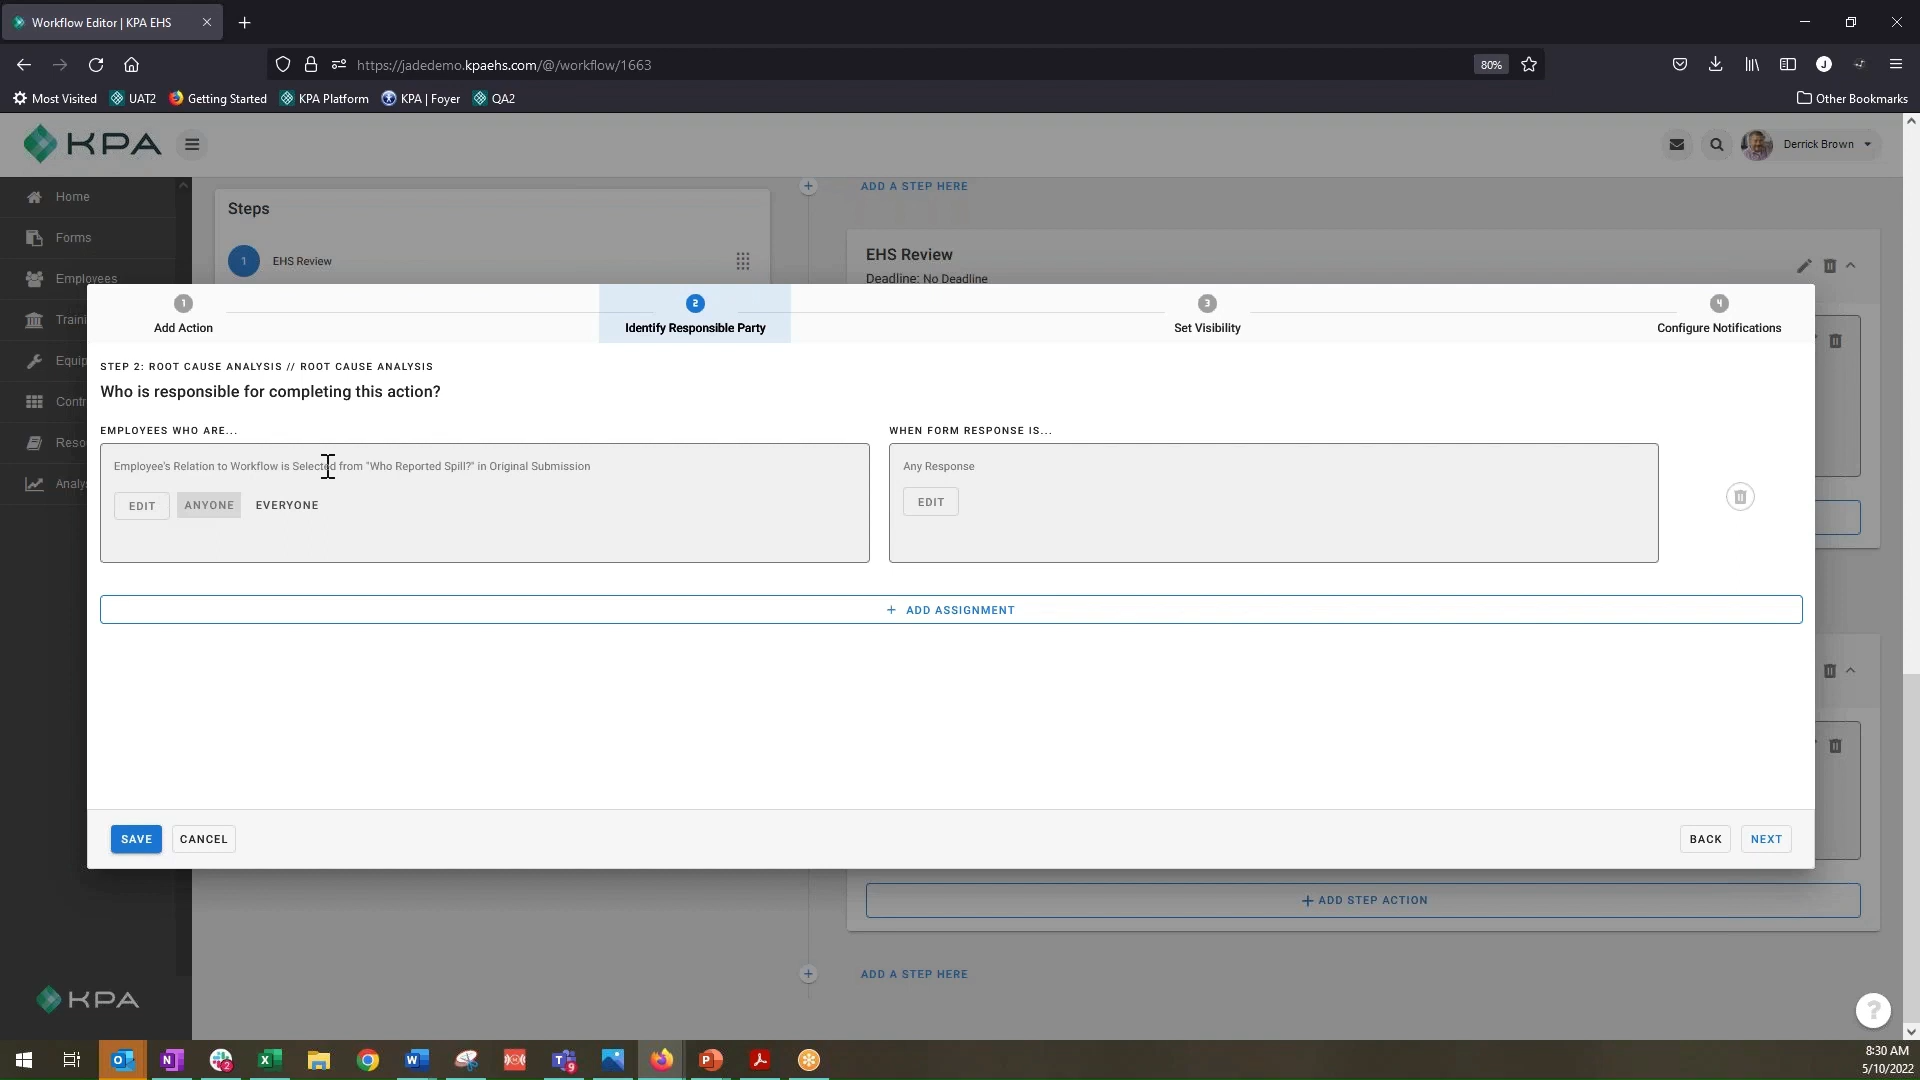 Workflow Editor | KPA EHS
https://jadedemo.kpaehs.com/@/workflow/1663
80%
J
Most Visited
UAT2
Getting Started
KPA Platform
KPA | Foyer
QA2
Other Bookmarks
KPA
Derrick Brown
Home
Forms
Employees
Traini
Equip
Contr
Reso
Analys
Steps
1
EHS Review
ADD A STEP HERE
EHS Review
Deadline: No Deadline
1
Add Action
2
Identify Responsible Party
3
Set Visibility
4
Configure Notifications
STEP 2: ROOT CAUSE ANALYSIS // ROOT CAUSE ANALYSIS
Who is responsible for completing this action?
EMPLOYEES WHO ARE...
Employee's Relation to Workflow is Selected from "Who Reported Spill?" in Original Submission
EDIT
ANYONE
EVERYONE
WHEN FORM RESPONSE IS...
Any Response
EDIT
+ ADD ASSIGNMENT
SAVE
CANCEL
BACK
NEXT
+ ADD STEP ACTION
ADD A STEP HERE
KPA
?
8:30 AM
5/10/2022